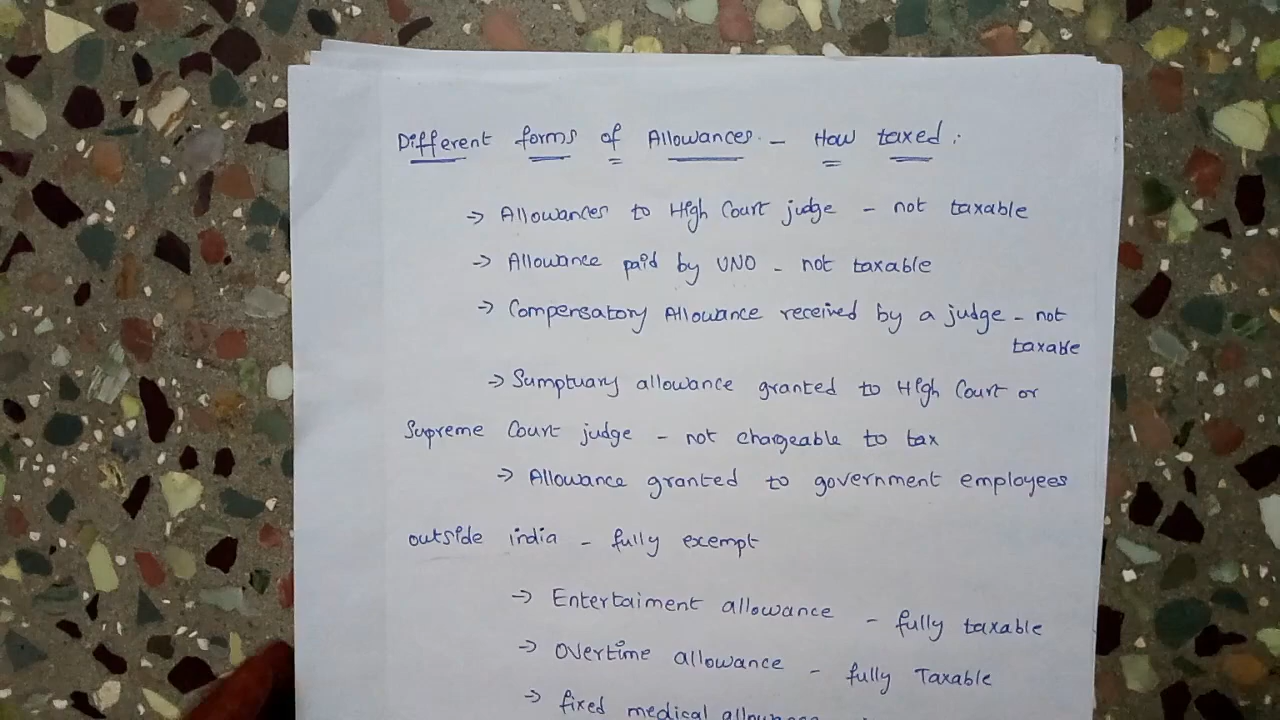 Different forms of Allowances. - How taxed :
-> Allowances to High Court judge - not taxable
-> Allowance paid by UNO - not taxable
-> Compensatory Allowance received by a judge - not
taxable
-> Sumptuary allowance granted to High Court or
Supreme Court judge - not chargeable to tax
-> Allowance granted to government employees
outside india - fully exempt
-> Entertaiment allowance - fully taxable
-> Overtime allowance - fully Taxable
-> fixed medical allowance